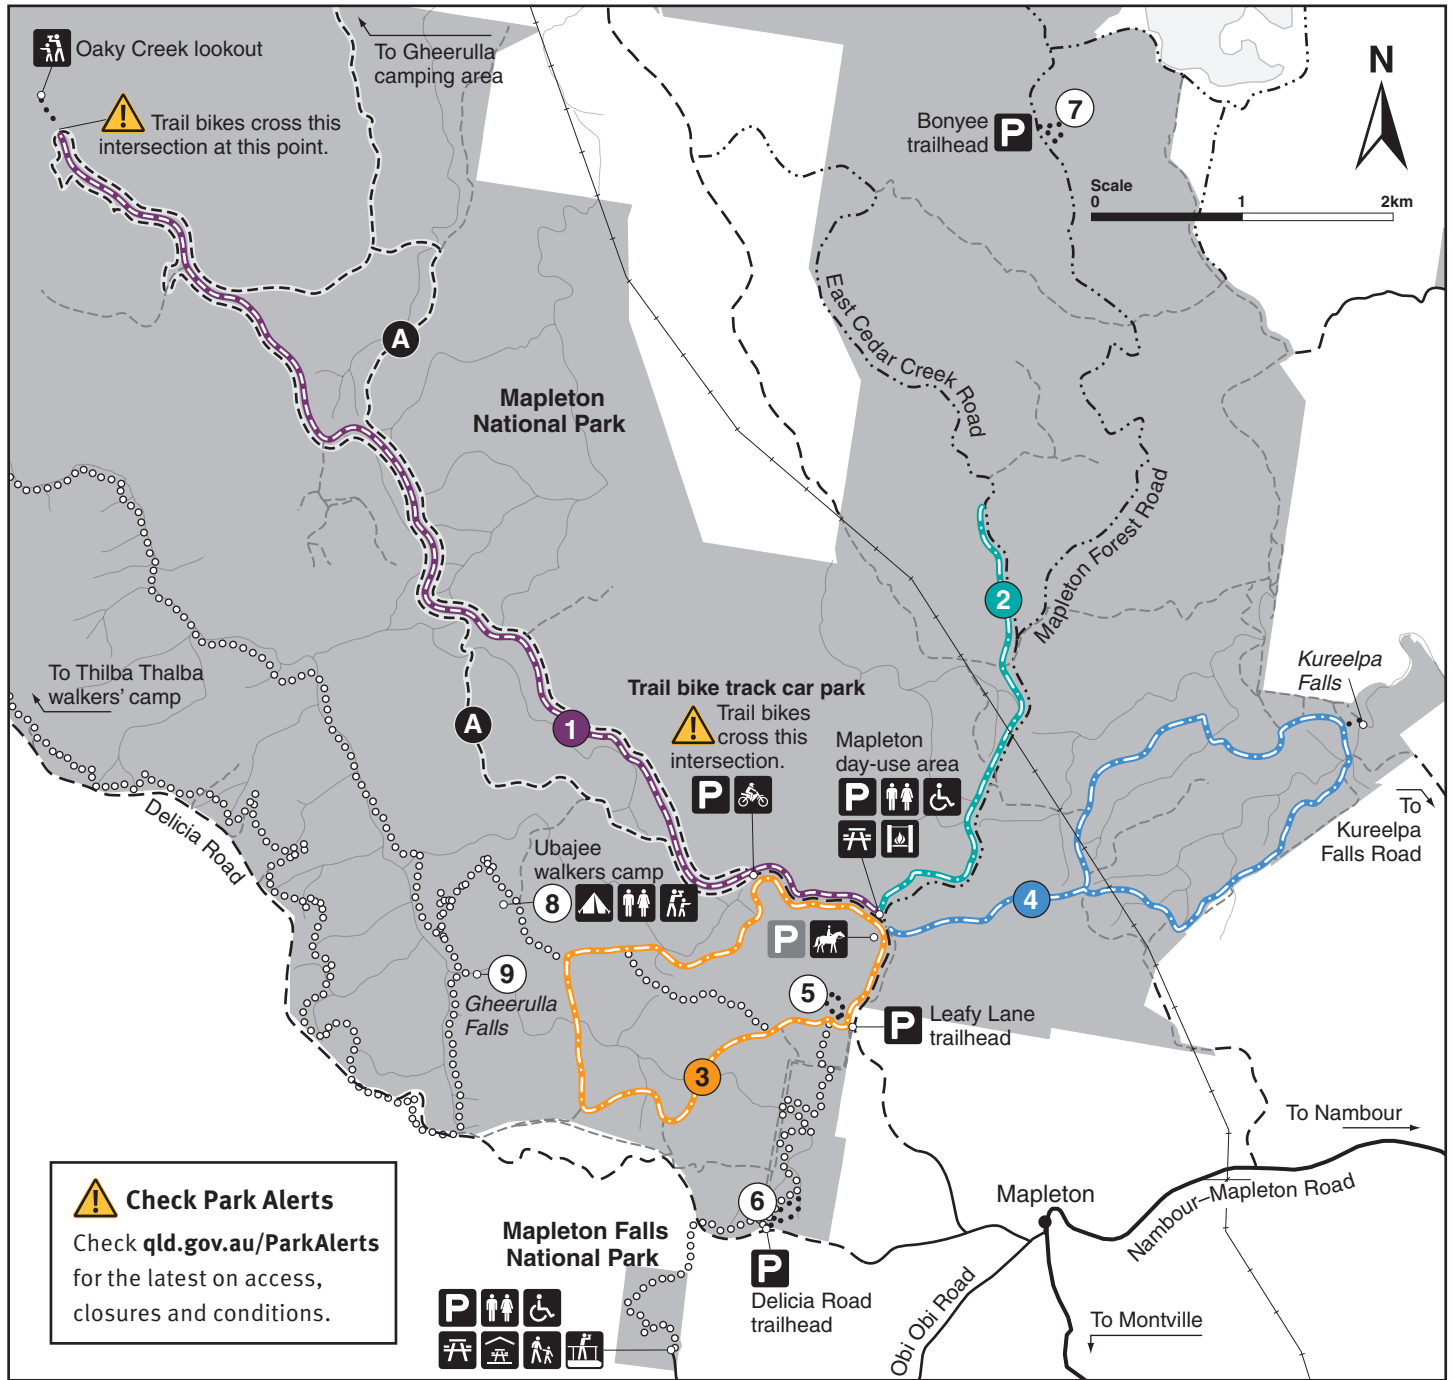 Oaky Creek lookout
To Gheerulla
camping area
Trail bikes cross this
intersection at this point.
Bonyee
trailhead
P
7
N
Scale
0 1 2km
A
East Cedar Creek Road
Mapleton
National Park
Mapleton Forest Road
2
To Thilba Thalba
walkers' camp
Kureelpa
Falls
A
1
Trail bike track car park
Trail bikes
cross this
intersection.
P
Mapleton
day-use area
P
Delicia Road
To
Kureelpa
Falls Road
Ubajee
walkers camp
8
4
P
9
Gheerulla
Falls
5
P
Leafy Lane
trailhead
3
To Nambour
Nambour–Mapleton Road
Mapleton
6
Check Park Alerts
Check qld.gov.au/ParkAlerts
for the latest on access,
closures and conditions.
Mapleton Falls
National Park
P
P
Delicia Road
trailhead
Obi Obi Road
To Montville